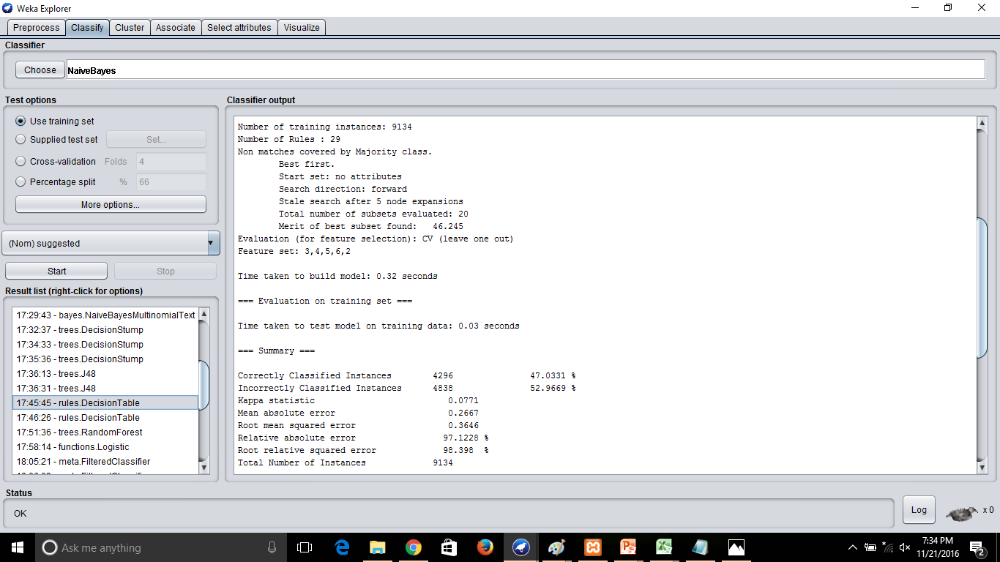 Weka Explorer
Preprocess Classify Cluster Associate Select attributes Visualize
Classifier
Choose NaiveBayes
Test options
Use training set
Supplied test set Set...
Cross-validation Folds 4
Percentage split % 66
More options...
(Nom) suggested
Start Stop
Result list (right-click for options)
17:29:43 - bayes.NaiveBayesMultinomialText
17:32:37 - trees.DecisionStump
17:34:33 - trees.DecisionStump
17:35:36 - trees.DecisionStump
17:36:13 - trees.J48
17:36:31 - trees.J48
17:45:45 - rules.DecisionTable
17:46:26 - rules.DecisionTable
17:51:36 - trees.RandomForest
17:58:14 - functions.Logistic
18:05:21 - meta.FilteredClassifier
Classifier output
Number of training instances: 9134
Number of Rules : 29
Non matches covered by Majority class.
Best first.
Start set: no attributes
Search direction: forward
Stale search after 5 node expansions
Total number of subsets evaluated: 20
Merit of best subset found: 46.245
Evaluation (for feature selection): CV (leave one out)
Feature set: 3,4,5,6,2
Time taken to build model: 0.32 seconds
=== Evaluation on training set ===
Time taken to test model on training data: 0.03 seconds
=== Summary ===
Correctly Classified Instances 4296 47.0331 %
Incorrectly Classified Instances 4838 52.9669 %
Kappa statistic 0.0771
Mean absolute error 0.2667
Root mean squared error 0.3646
Relative absolute error 97.1228 %
Root relative squared error 98.398 %
Total Number of Instances 9134
Status
OK
Log
x 0
Ask me anything
7:34 PM
11/21/2016
2